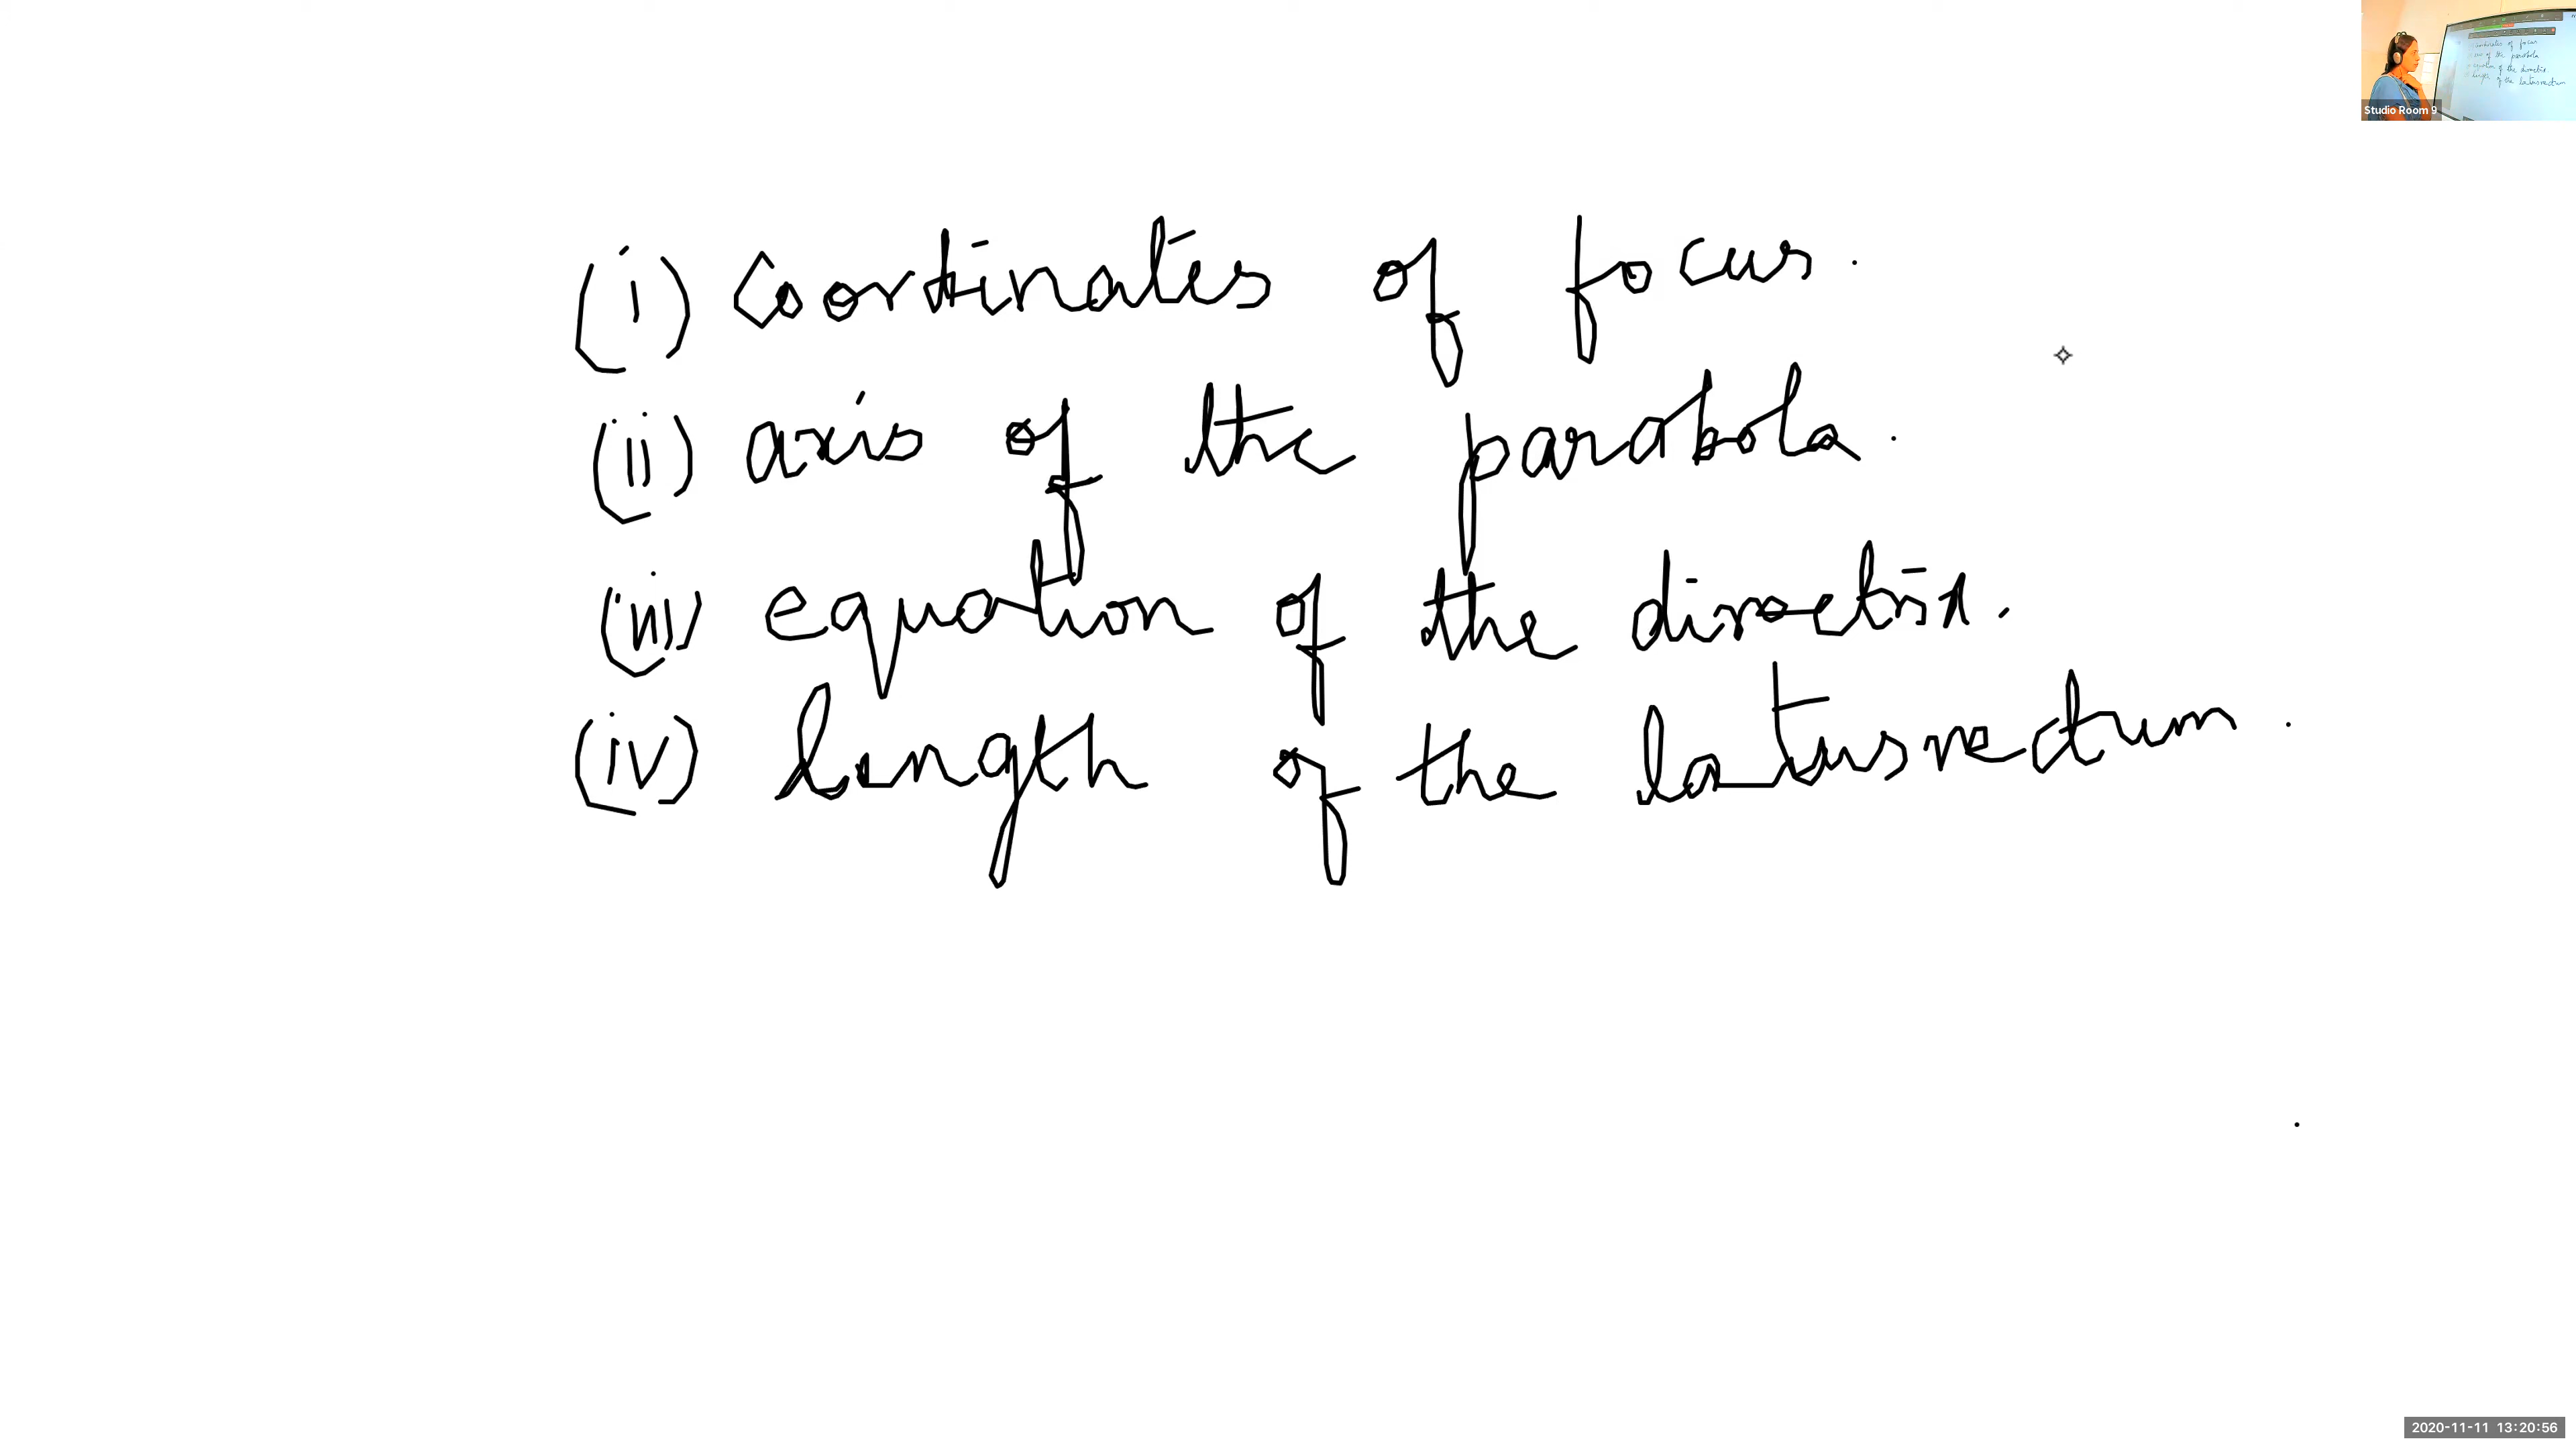 (i) Coordinates of focus.
(ii) axis of the parabola.
(iii) equation of the directrix.
(iv) length of the latusrectum.
Studio Room 9
2020-11-11 13:20:56